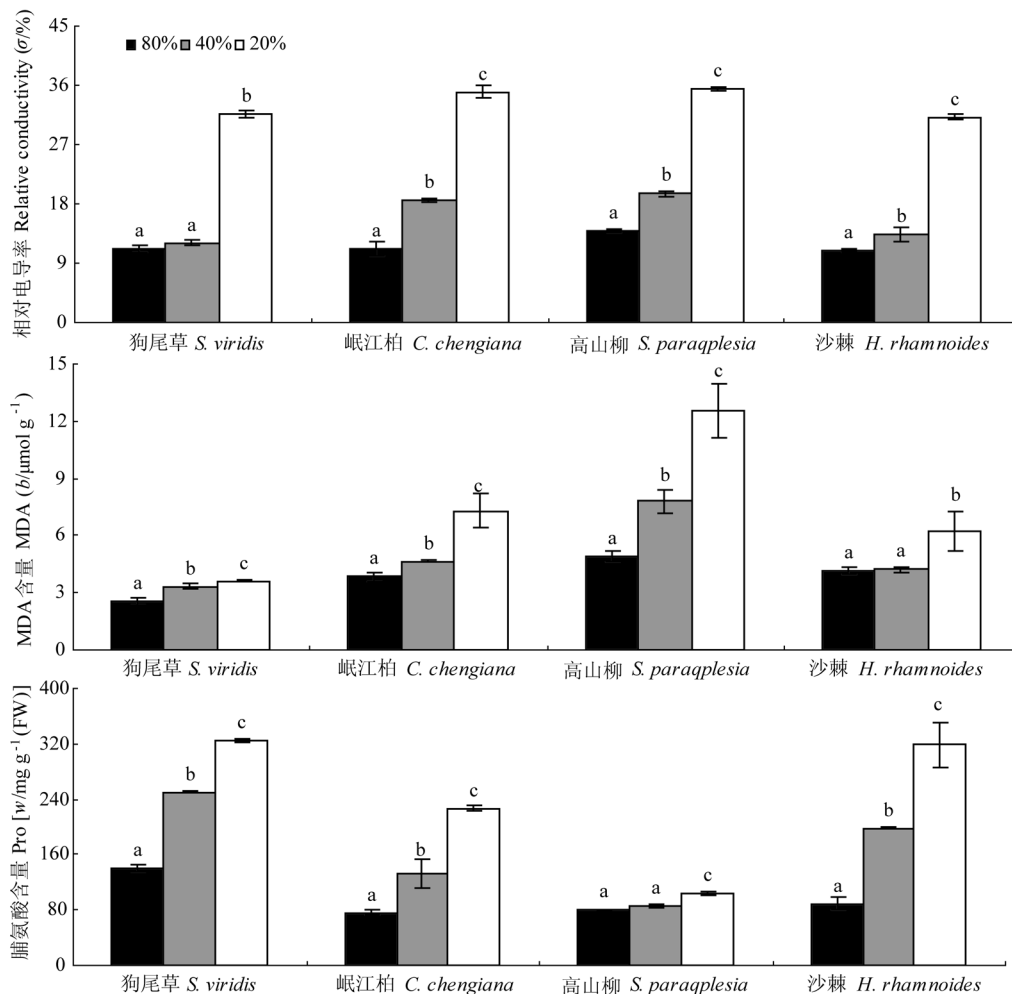 相对电导率 Relative conductivity (σ/%)
45
36
27
18
9
0
80% 40% 20%
a a b
a b c
a b c
a b c
狗尾草 S. viridis 岷江柏 C. chengiana 高山柳 S. paraqplesia 沙棘 H. rhamnoides
MDA 含量 MDA (b/μmol g⁻¹)
15
12
9
6
3
0
a b c
a b c
a b c
a a b
狗尾草 S. viridis 岷江柏 C. chengiana 高山柳 S. paraqplesia 沙棘 H. rhamnoides
脯氨酸含量 Pro [w/mg g⁻¹(FW)]
400
320
240
160
80
0
a b c
a b c
a a c
a b c
狗尾草 S. viridis 岷江柏 C. chengiana 高山柳 S. paraqplesia 沙棘 H. rhamnoides